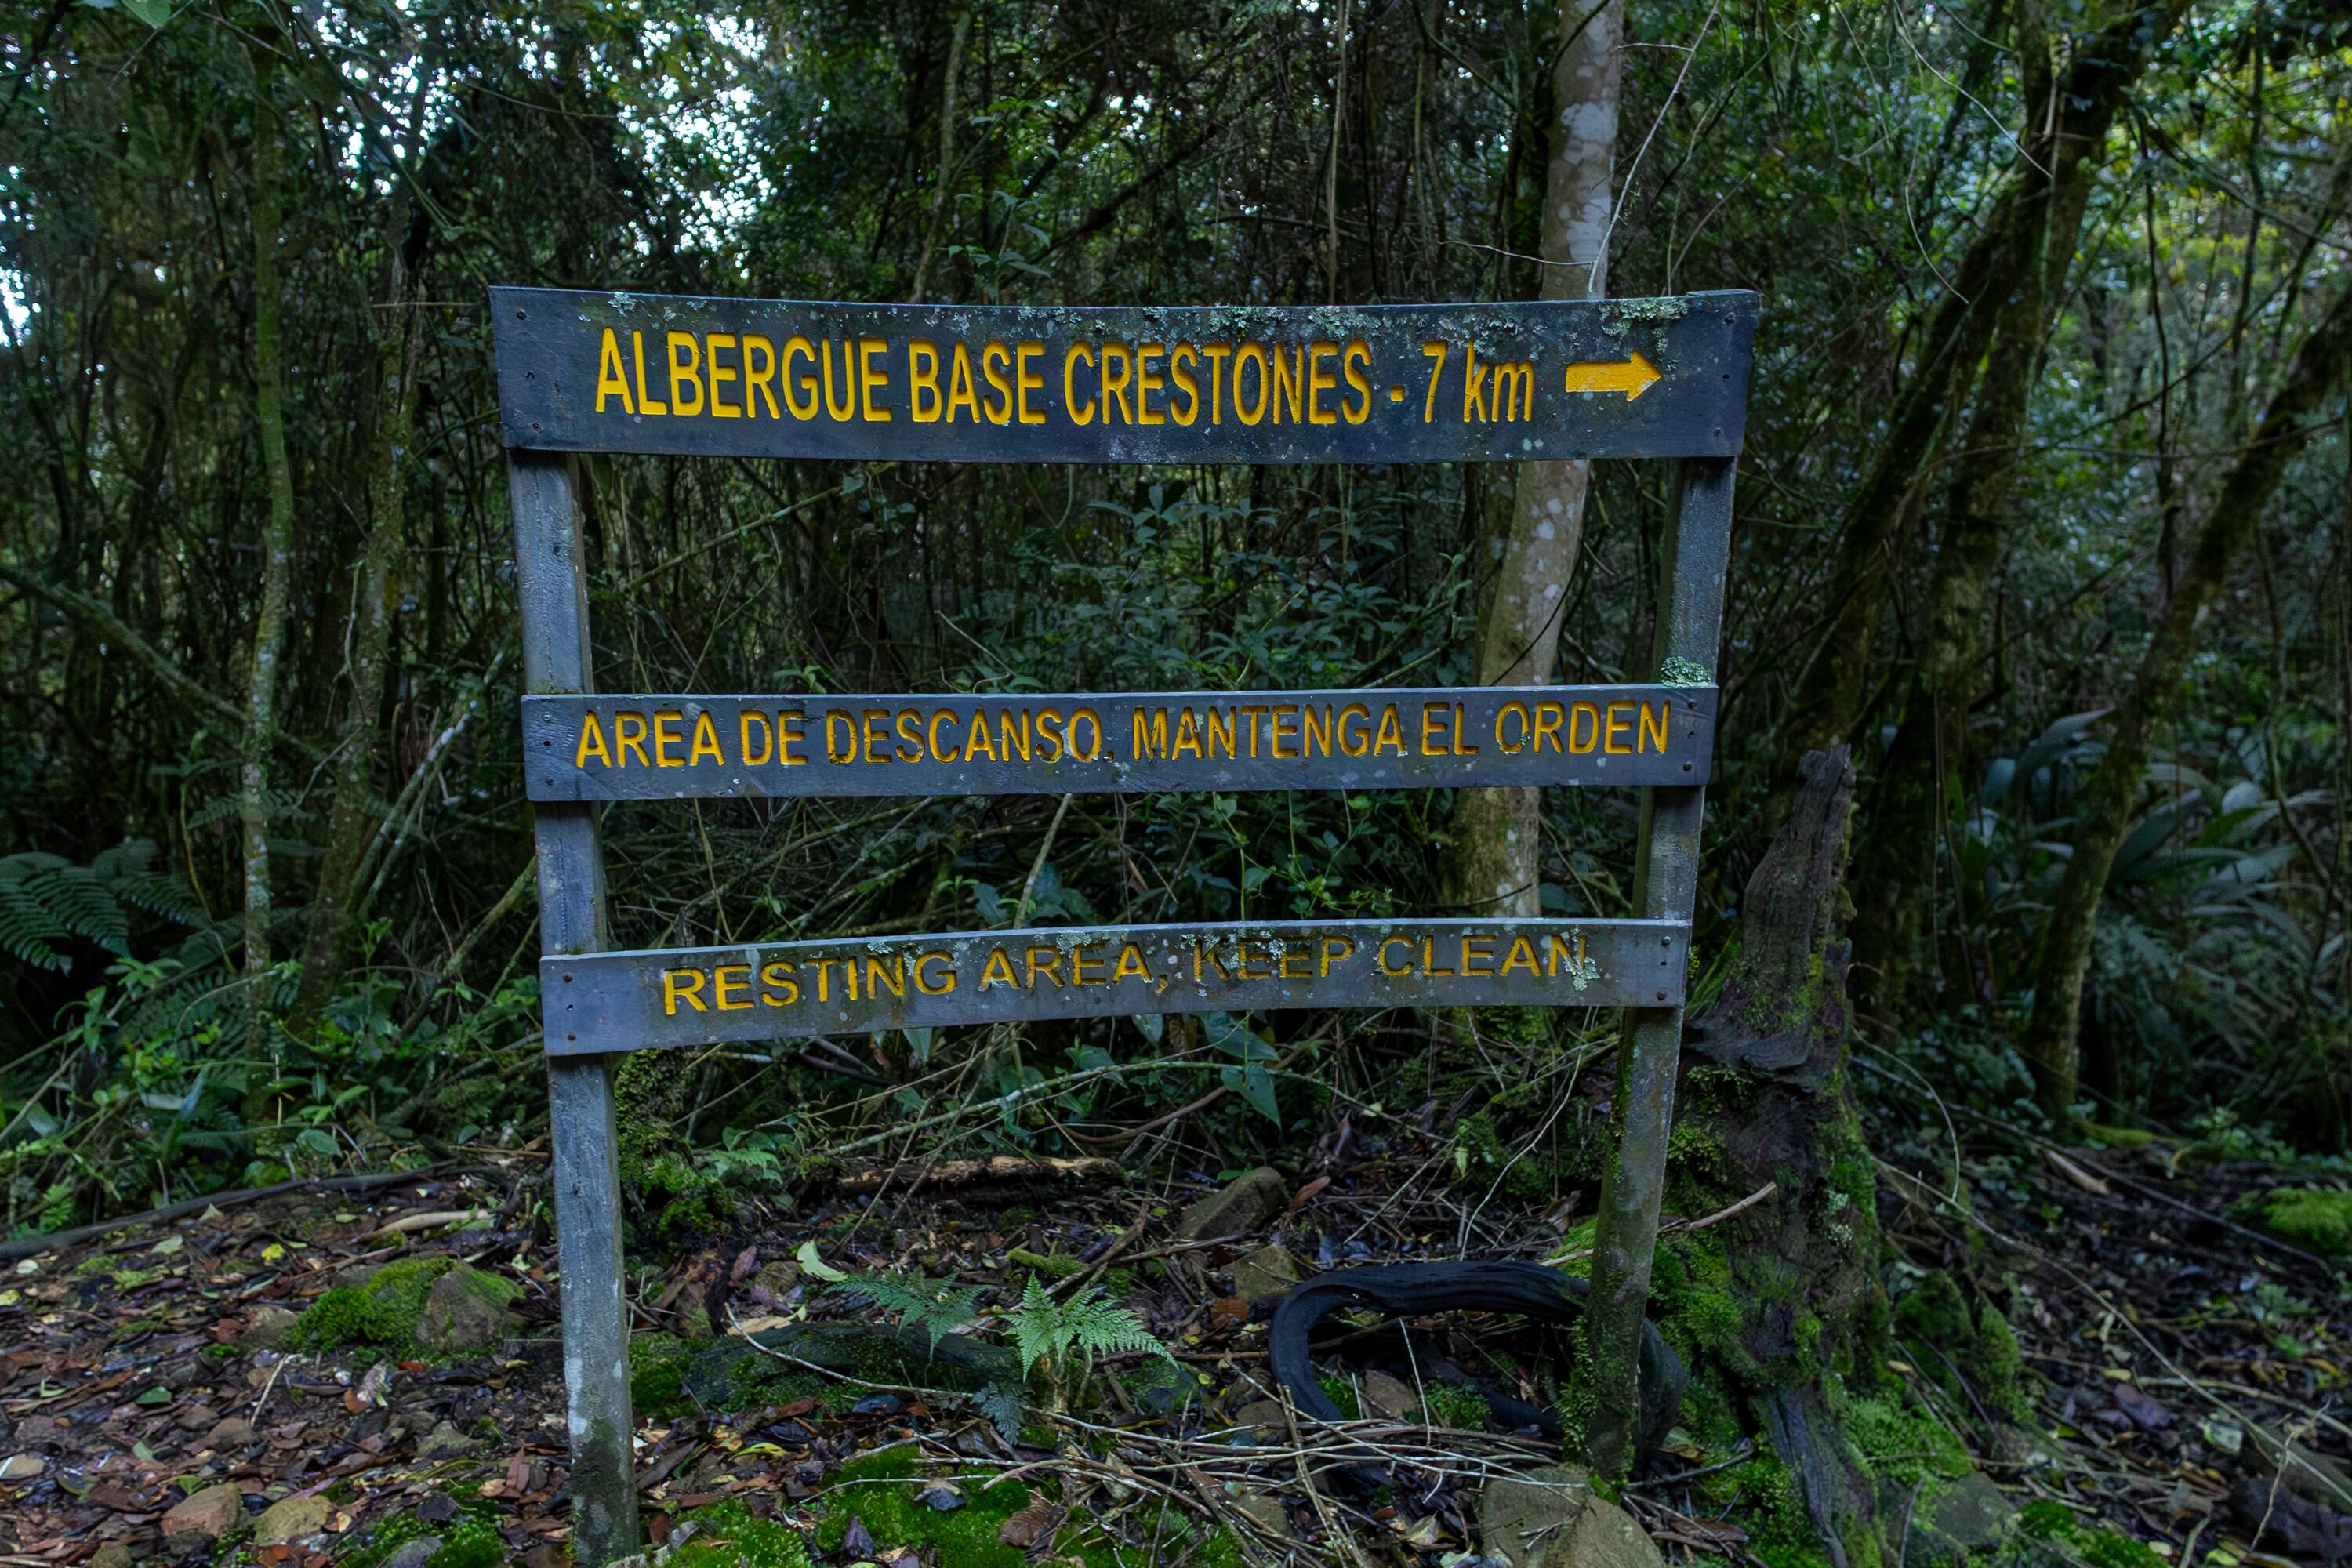 ALBERGUE BASE CRESTONES - 7 km
AREA DE DESCANSO. MANTENGA EL ORDEN
RESTING AREA, KEEP CLEAN